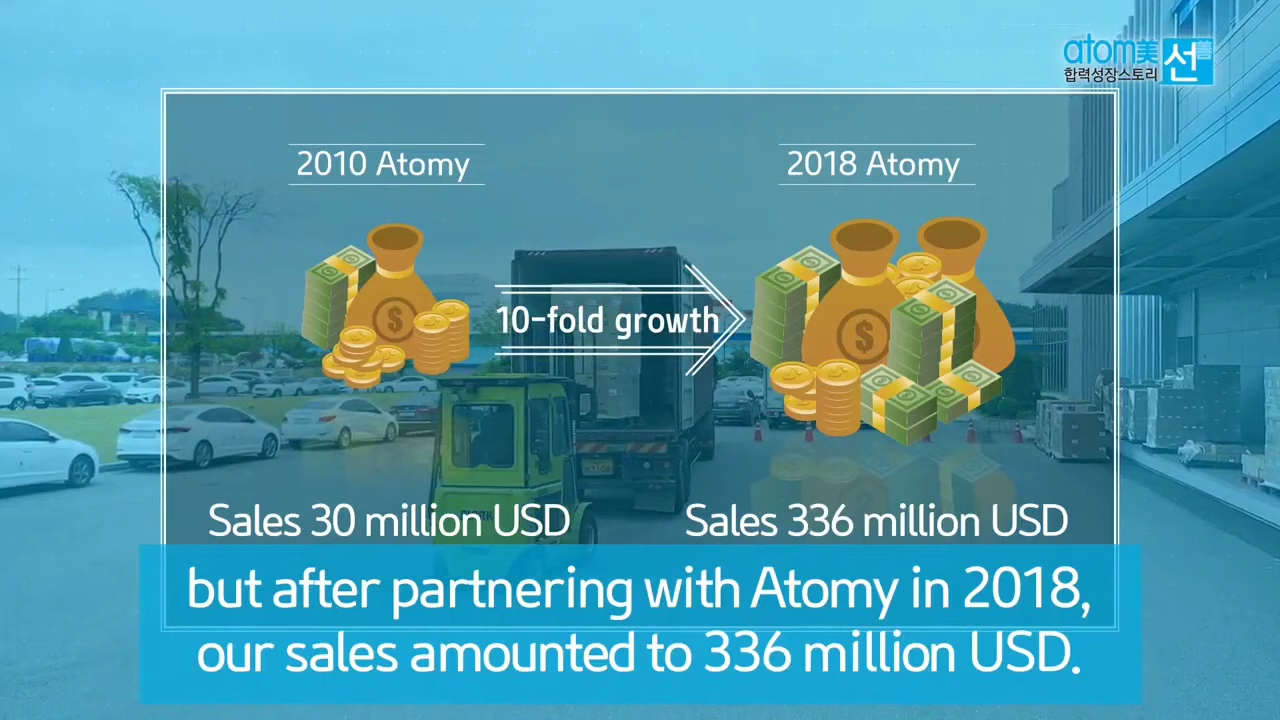 atom美 선 善
합력성장스토리
2010 Atomy
2018 Atomy
10-fold growth
Sales 30 million USD
Sales 336 million USD
but after partnering with Atomy in 2018,
our sales amounted to 336 million USD.